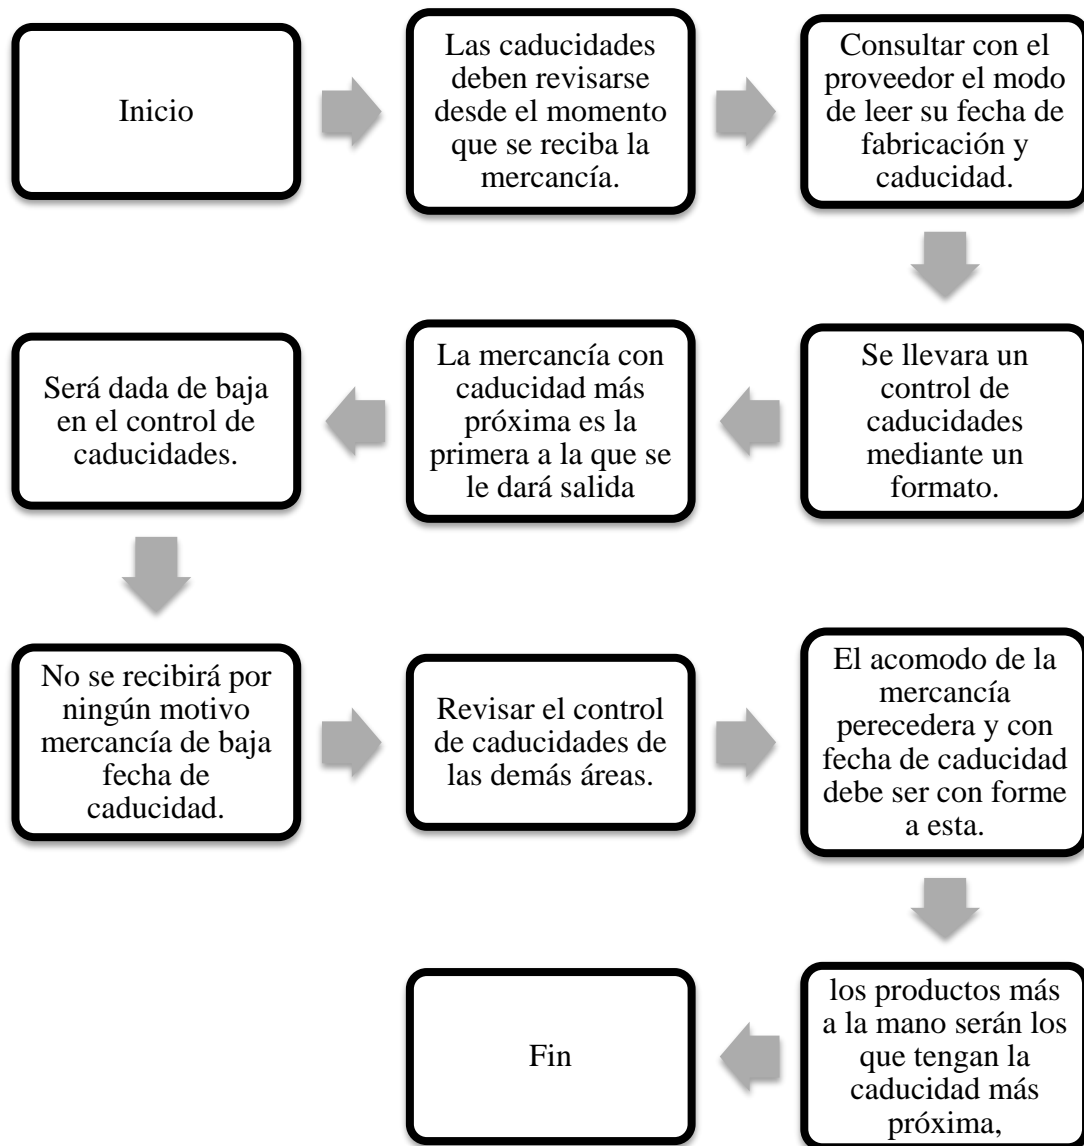 Inicio
Las caducidades
deben revisarse
desde el momento
que se reciba la
mercancía.
Consultar con el
proveedor el modo
de leer su fecha de
fabricación y
caducidad.
Se llevara un
control de
caducidades
mediante un
formato.
La mercancía con
caducidad más
próxima es la
primera a la que se
le dará salida
Será dada de baja
en el control de
caducidades.
No se recibirá por
ningún motivo
mercancía de baja
fecha de
caducidad.
Revisar el control
de caducidades de
las demás áreas.
El acomodo de la
mercancía
perecedera y con
fecha de caducidad
debe ser con forme
a esta.
los productos más
a la mano serán los
que tengan la
caducidad más
próxima,
Fin